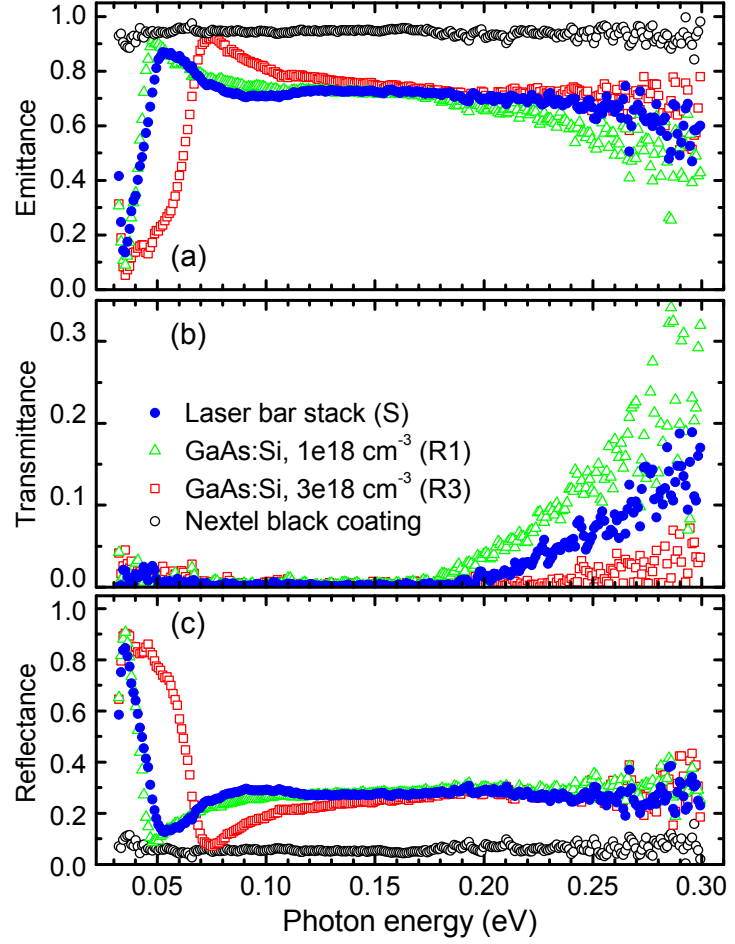 1.0
0.8
0.6
0.4
0.2
0.0
Emittance
(a)
0.3
0.2
0.1
0.0
Transmittance
(b)
Laser bar stack (S)
GaAs:Si, 1e18 cm⁻³ (R1)
GaAs:Si, 3e18 cm⁻³ (R3)
Nextel black coating
1.0
0.8
0.6
0.4
0.2
0.0
Reflectance
(c)
0.05 0.10 0.15 0.20 0.25 0.30
Photon energy (eV)